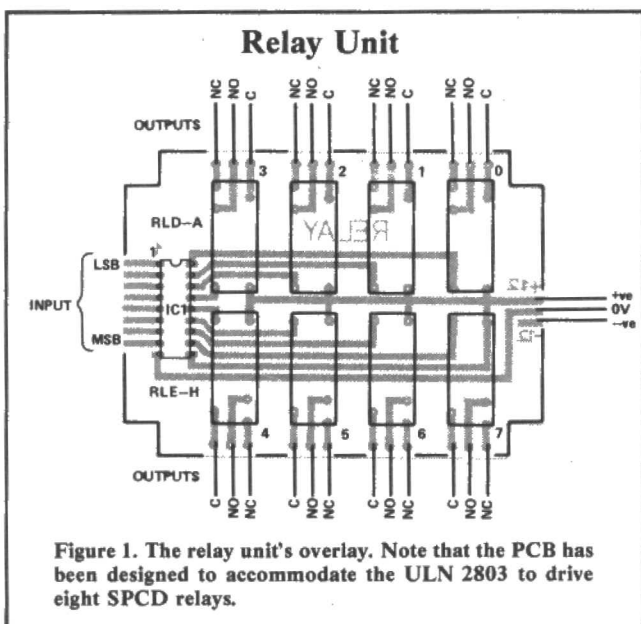 Relay Unit
NC NO C NC NO C NC NO C NC NO C
OUTPUTS
3 2 1 0
RLD–A
RELAY
1
LSB
INPUT
IC1
MSB
+12
+ve
0V
–ve
-12
RLE–H
4 5 6 7
OUTPUTS
C NO NC C NO NC C NO NC C NO NC
Figure 1. The relay unit's overlay. Note that the PCB has
been designed to accommodate the ULN 2803 to drive
eight SPCD relays.